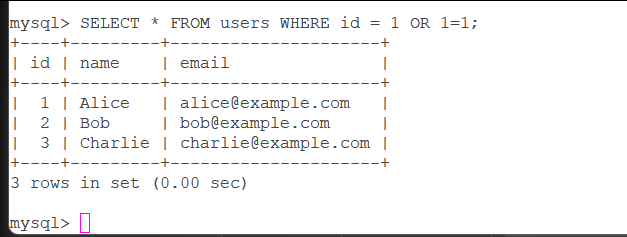 mysql> SELECT * FROM users WHERE id = 1 OR 1=1;
+----+---------+---------------------+
| id | name    | email               |
+----+---------+---------------------+
|  1 | Alice   | alice@example.com   |
|  2 | Bob     | bob@example.com     |
|  3 | Charlie | charlie@example.com |
+----+---------+---------------------+
3 rows in set (0.00 sec)
mysql>